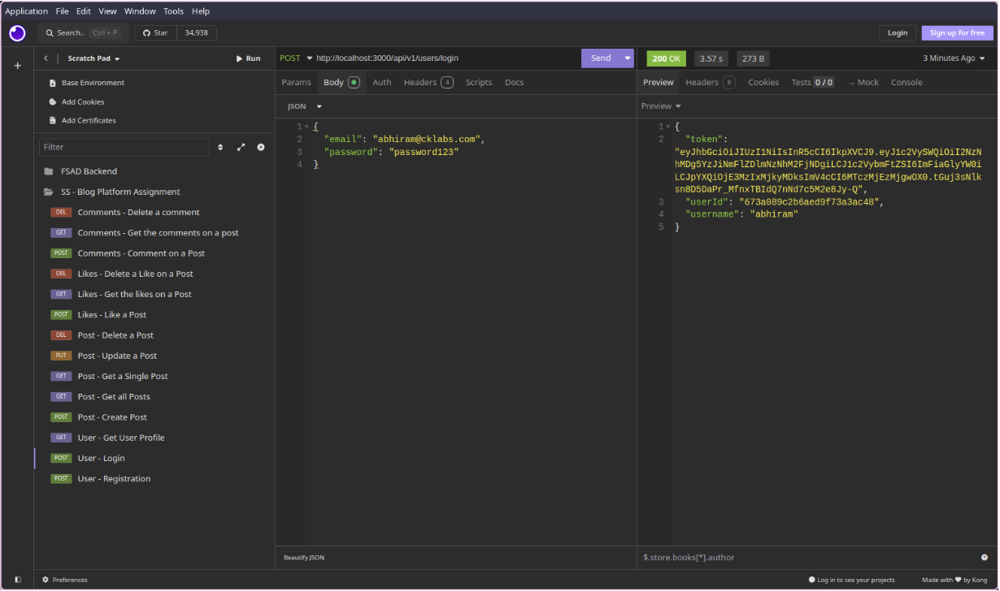 Application File Edit View Window Tools Help
Search.. Ctrl + P Star 34,938 Login Sign up for free
Scratch Pad Run POST http://localhost:3000/api/v1/users/login Send 200 OK 3.57 s 273 B 3 Minutes Ago
Base Environment
Add Cookies
Add Certificates
Filter
FSAD Backend
SS - Blog Platform Assignment
DEL Comments - Delete a comment
GET Comments - Get the comments on a post
POST Comments - Comment on a Post
DEL Likes - Delete a Like on a Post
GET Likes - Get the likes on a Post
POST Likes - Like a Post
DEL Post - Delete a Post
PUT Post - Update a Post
GET Post - Get a Single Post
GET Post - Get all Posts
POST Post - Create Post
GET User - Get User Profile
POST User - Login
POST User - Registration
Params Body Auth Headers 4 Scripts Docs
JSON
1 {
2 "email": "abhiram@cklabs.com",
3 "password": "password123"
4 }
Beautify JSON
Preview Headers 8 Cookies Tests 0 / 0 → Mock Console
Preview
1 {
2 "token":
"eyJhbGciOiJIUzI1NiIsInR5cCI6IkpXVCJ9.eyJ1c2VySWQiOiI2NzN
hMDg5YzJiNmFlZDlmNzNhM2FjNDgiLCJ1c2VybmFtZSI6ImFiaGlyYW0i
LCJpYXQiOjE3MzIxMjkyMDksImV4cCI6MTczMjEzMjgwOX0.tGuj3sNlk
sn8D5DaPr_MfnxTBIdQ7nNd7c5M2e8Jy-Q",
3 "userId": "673a089c2b6aed9f73a3ac48",
4 "username": "abhiram"
5 }
$.store.books[*].author
Preferences Log in to see your projects Made with ♥ by Kong